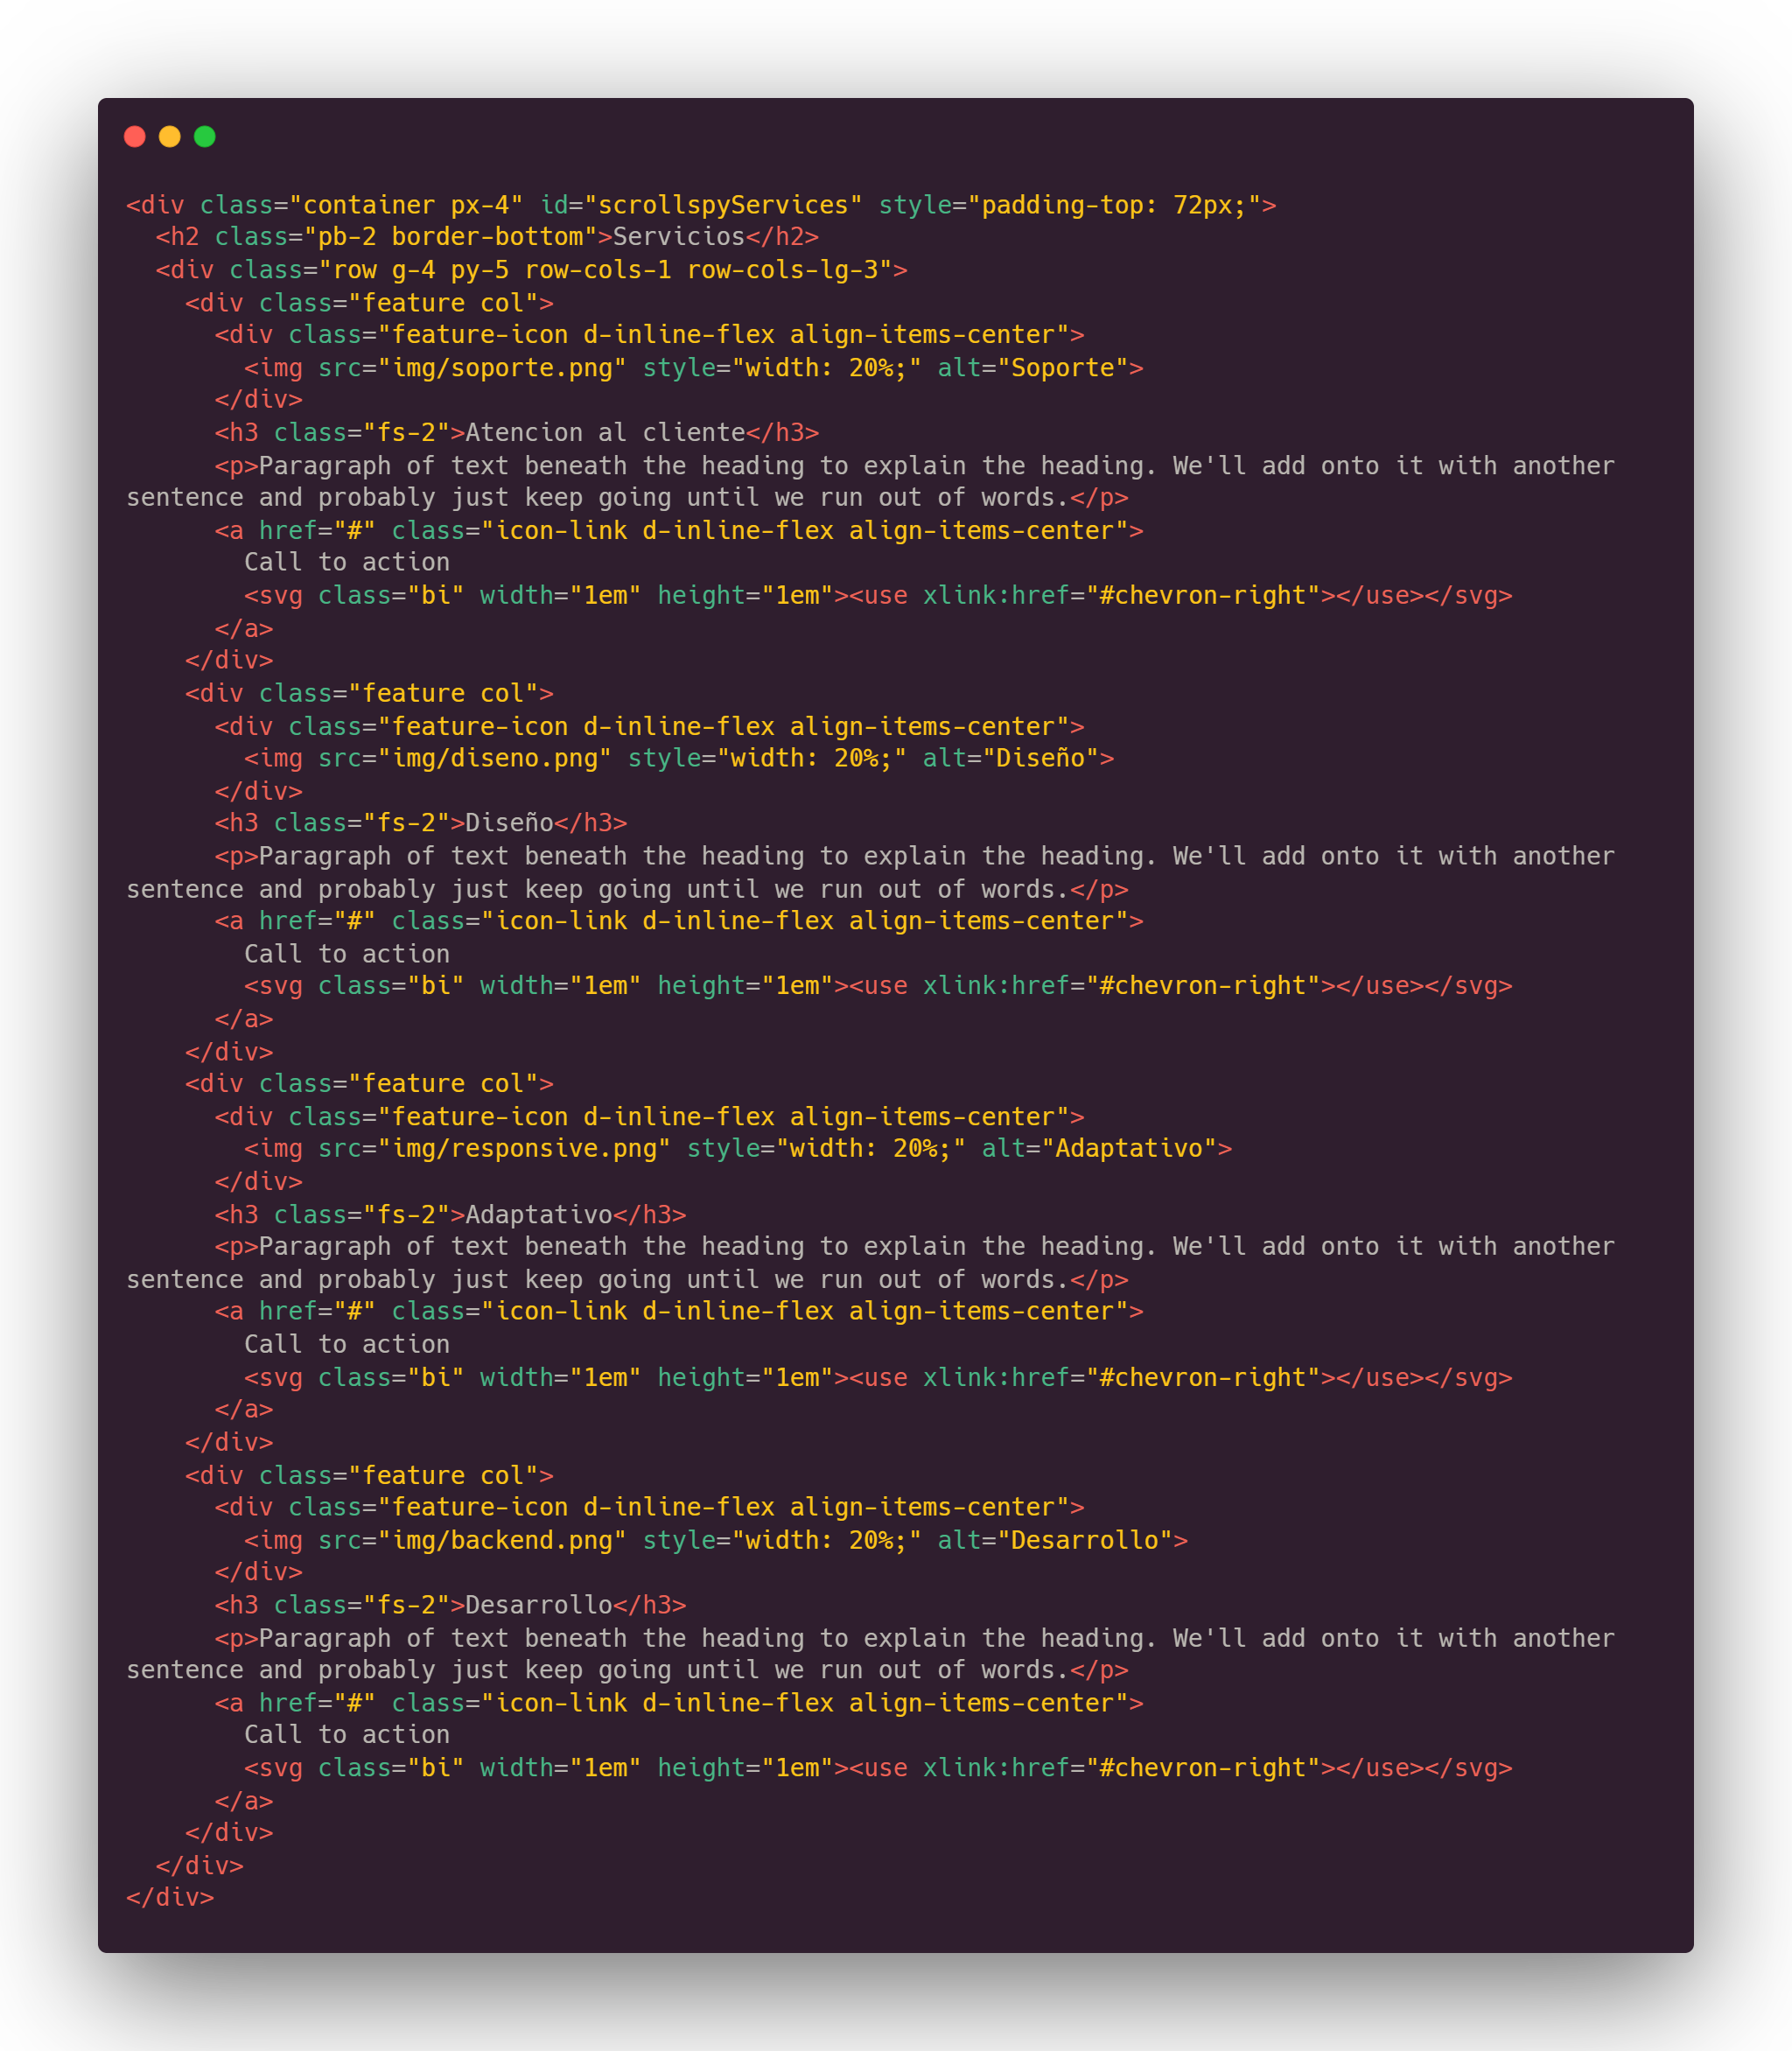 <div class="container px-4" id="scrollspyServices" style="padding-top: 72px;">
  <h2 class="pb-2 border-bottom">Servicios</h2>
  <div class="row g-4 py-5 row-cols-1 row-cols-lg-3">
    <div class="feature col">
      <div class="feature-icon d-inline-flex align-items-center">
        <img src="img/soporte.png" style="width: 20%;" alt="Soporte">
      </div>
      <h3 class="fs-2">Atencion al cliente</h3>
      <p>Paragraph of text beneath the heading to explain the heading. We'll add onto it with another
sentence and probably just keep going until we run out of words.</p>
      <a href="#" class="icon-link d-inline-flex align-items-center">
        Call to action
        <svg class="bi" width="1em" height="1em"><use xlink:href="#chevron-right"></use></svg>
      </a>
    </div>
    <div class="feature col">
      <div class="feature-icon d-inline-flex align-items-center">
        <img src="img/diseno.png" style="width: 20%;" alt="Diseño">
      </div>
      <h3 class="fs-2">Diseño</h3>
      <p>Paragraph of text beneath the heading to explain the heading. We'll add onto it with another
sentence and probably just keep going until we run out of words.</p>
      <a href="#" class="icon-link d-inline-flex align-items-center">
        Call to action
        <svg class="bi" width="1em" height="1em"><use xlink:href="#chevron-right"></use></svg>
      </a>
    </div>
    <div class="feature col">
      <div class="feature-icon d-inline-flex align-items-center">
        <img src="img/responsive.png" style="width: 20%;" alt="Adaptativo">
      </div>
      <h3 class="fs-2">Adaptativo</h3>
      <p>Paragraph of text beneath the heading to explain the heading. We'll add onto it with another
sentence and probably just keep going until we run out of words.</p>
      <a href="#" class="icon-link d-inline-flex align-items-center">
        Call to action
        <svg class="bi" width="1em" height="1em"><use xlink:href="#chevron-right"></use></svg>
      </a>
    </div>
    <div class="feature col">
      <div class="feature-icon d-inline-flex align-items-center">
        <img src="img/backend.png" style="width: 20%;" alt="Desarrollo">
      </div>
      <h3 class="fs-2">Desarrollo</h3>
      <p>Paragraph of text beneath the heading to explain the heading. We'll add onto it with another
sentence and probably just keep going until we run out of words.</p>
      <a href="#" class="icon-link d-inline-flex align-items-center">
        Call to action
        <svg class="bi" width="1em" height="1em"><use xlink:href="#chevron-right"></use></svg>
      </a>
    </div>
  </div>
</div>